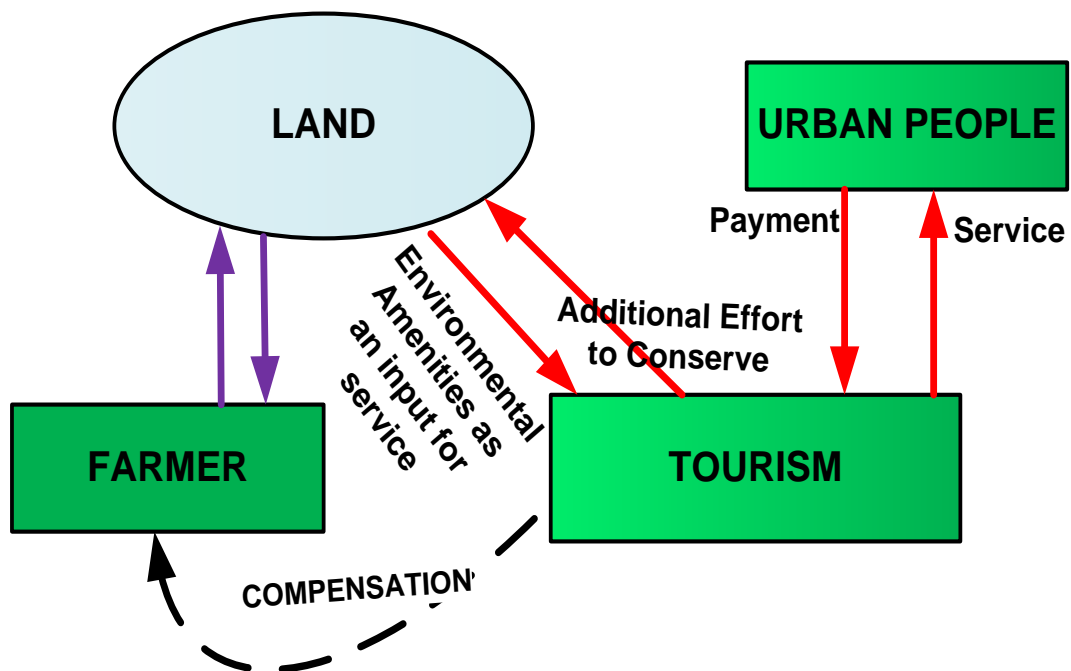 LAND
URBAN PEOPLE
Payment
Service
Environmental
Amenities as
an input for
service
Additional Effort
to Conserve
FARMER
TOURISM
COMPENSATION